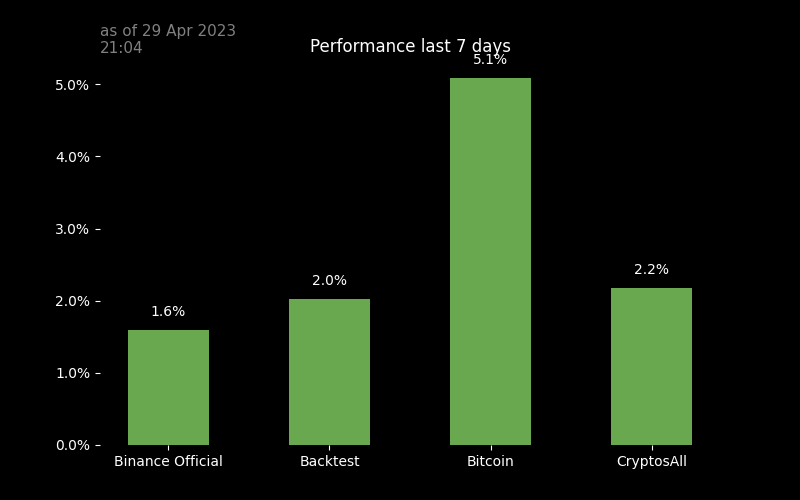 as of 29 Apr 2023
21:04
Performance last 7 days
5.1%
5.0%
4.0%
3.0%
2.2%
2.0%
2.0%
1.6%
1.0%
0.0%
Binance Official
Backtest
Bitcoin
CryptosAll